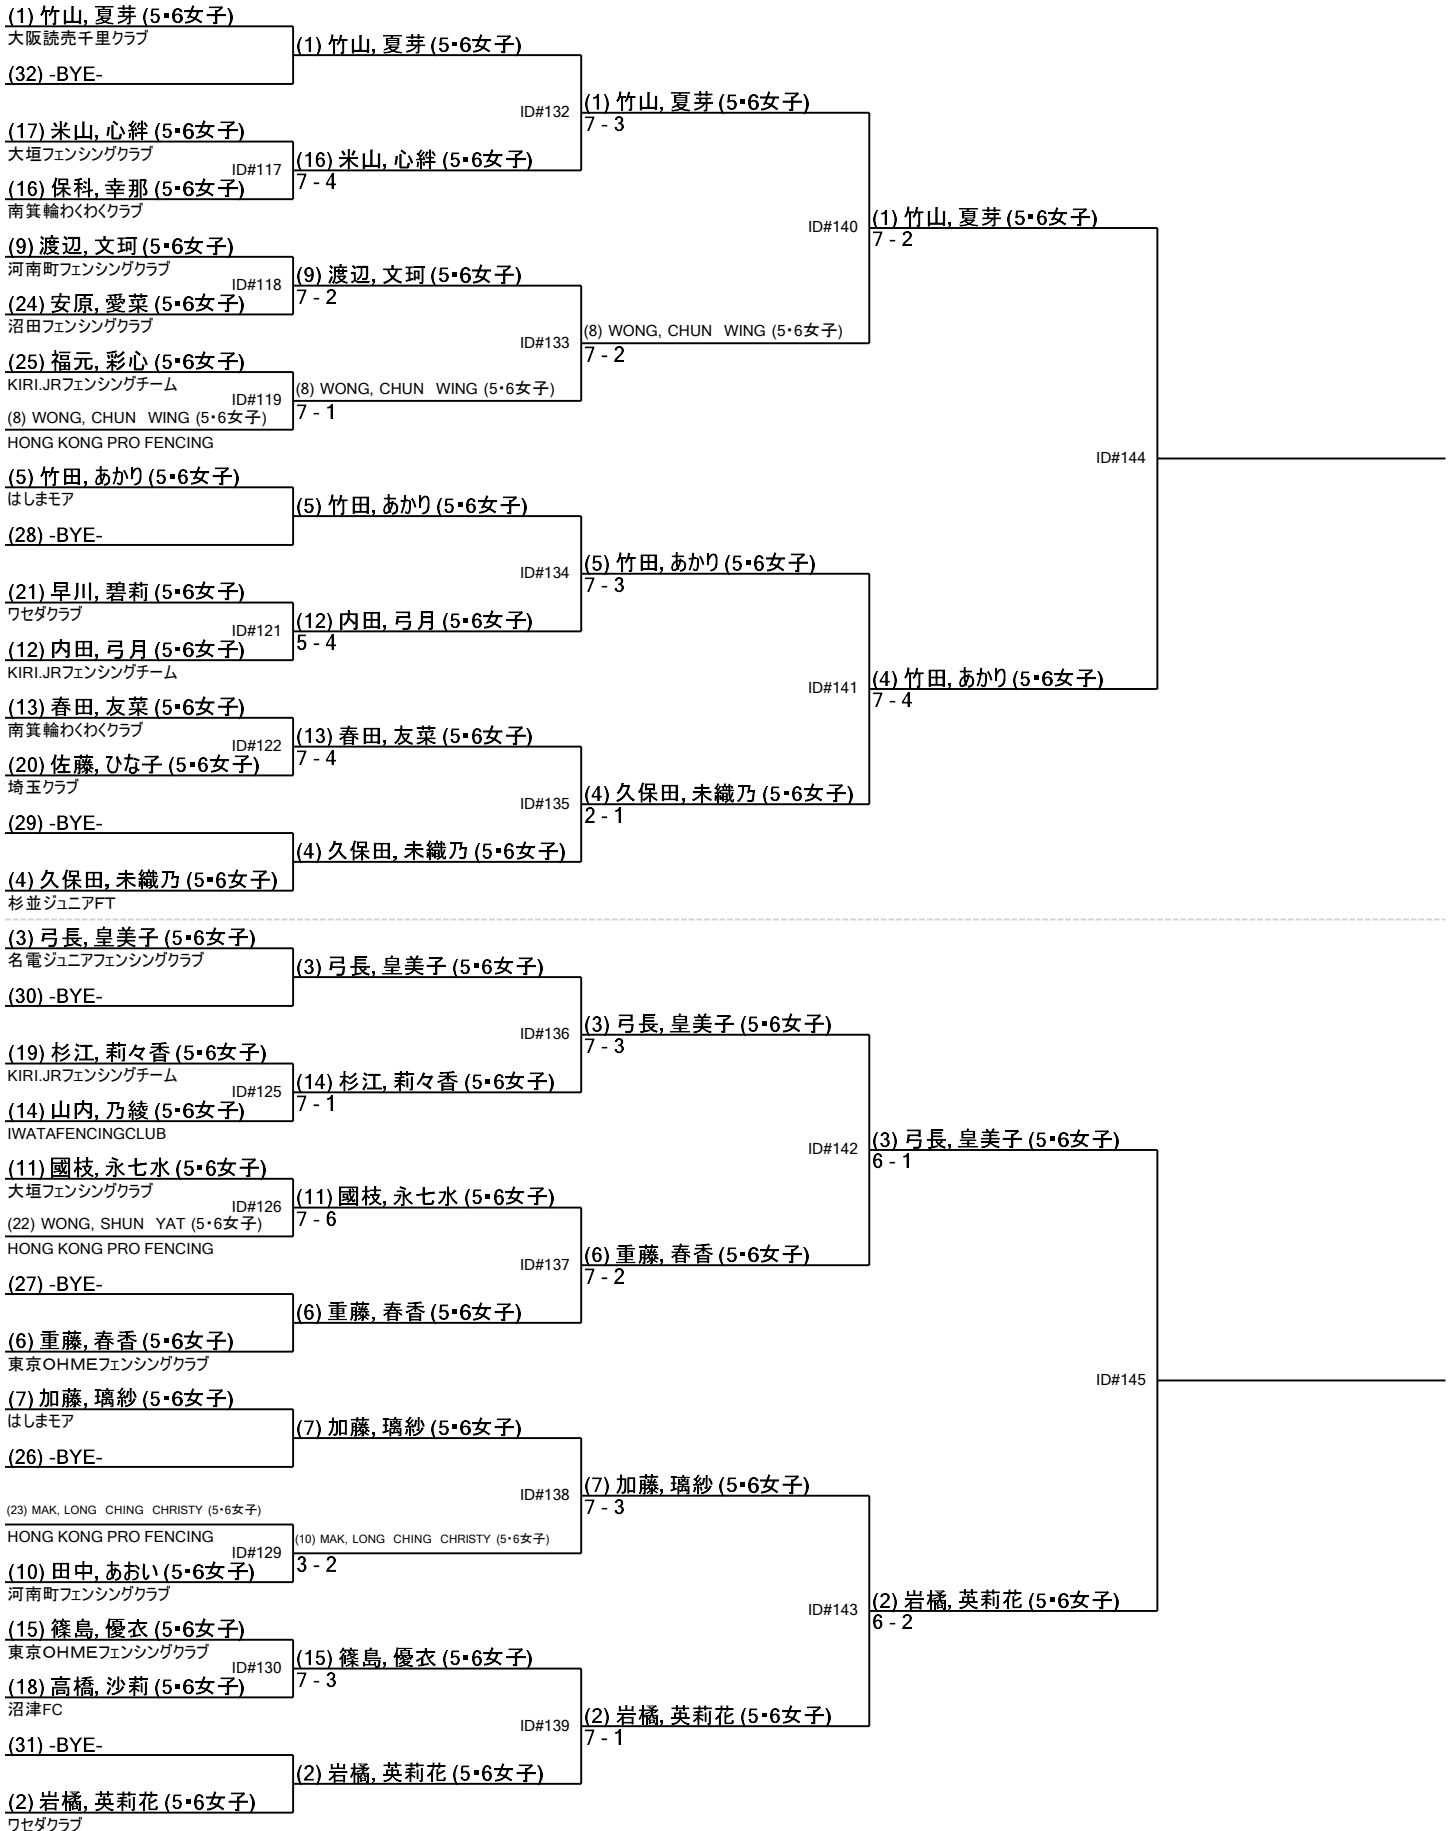 (1) 竹山, 夏芽 (5・6女子)
大阪読売千里クラブ
(1) 竹山, 夏芽 (5・6女子)
(32) -BYE-
ID#132
(1) 竹山, 夏芽 (5・6女子)
7 - 3
(17) 米山, 心絆 (5・6女子)
大垣フェンシングクラブ
ID#117
(16) 米山, 心絆 (5・6女子)
7 - 4
(16) 保科, 幸那 (5・6女子)
南箕輪わくわくクラブ
ID#140
(1) 竹山, 夏芽 (5・6女子)
7 - 2
(9) 渡辺, 文珂 (5・6女子)
河南町フェンシングクラブ
ID#118
(9) 渡辺, 文珂 (5・6女子)
7 - 2
(24) 安原, 愛菜 (5・6女子)
沼田フェンシングクラブ
ID#133
(8) WONG, CHUN WING (5・6女子)
7 - 2
(25) 福元, 彩心 (5・6女子)
KIRI.JRフェンシングチーム
ID#119
(8) WONG, CHUN WING (5・6女子)
7 - 1
(8) WONG, CHUN WING (5・6女子)
HONG KONG PRO FENCING
ID#144
(5) 竹田, あかり (5・6女子)
はしまモア
(5) 竹田, あかり (5・6女子)
(28) -BYE-
ID#134
(5) 竹田, あかり (5・6女子)
7 - 3
(21) 早川, 碧莉 (5・6女子)
ワセダクラブ
ID#121
(12) 内田, 弓月 (5・6女子)
5 - 4
(12) 内田, 弓月 (5・6女子)
KIRI.JRフェンシングチーム
ID#141
(4) 竹田, あかり (5・6女子)
7 - 4
(13) 春田, 友菜 (5・6女子)
南箕輪わくわくクラブ
ID#122
(13) 春田, 友菜 (5・6女子)
7 - 4
(20) 佐藤, ひな子 (5・6女子)
埼玉クラブ
ID#135
(4) 久保田, 未織乃 (5・6女子)
2 - 1
(29) -BYE-
(4) 久保田, 未織乃 (5・6女子)
(4) 久保田, 未織乃 (5・6女子)
杉並ジュニアFT
(3) 弓長, 皇美子 (5・6女子)
名電ジュニアフェンシングクラブ
(3) 弓長, 皇美子 (5・6女子)
(30) -BYE-
ID#136
(3) 弓長, 皇美子 (5・6女子)
7 - 3
(19) 杉江, 莉々香 (5・6女子)
KIRI.JRフェンシングチーム
ID#125
(14) 杉江, 莉々香 (5・6女子)
7 - 1
(14) 山内, 乃綾 (5・6女子)
IWATAFENCINGCLUB
ID#142
(3) 弓長, 皇美子 (5・6女子)
6 - 1
(11) 國枝, 永七水 (5・6女子)
大垣フェンシングクラブ
ID#126
(11) 國枝, 永七水 (5・6女子)
7 - 6
(22) WONG, SHUN YAT (5・6女子)
HONG KONG PRO FENCING
ID#137
(6) 重藤, 春香 (5・6女子)
7 - 2
(27) -BYE-
(6) 重藤, 春香 (5・6女子)
(6) 重藤, 春香 (5・6女子)
東京OHMEフェンシングクラブ
ID#145
(7) 加藤, 璃紗 (5・6女子)
はしまモア
(7) 加藤, 璃紗 (5・6女子)
(26) -BYE-
ID#138
(7) 加藤, 璃紗 (5・6女子)
7 - 3
(23) MAK, LONG CHING CHRISTY (5・6女子)
HONG KONG PRO FENCING
ID#129
(10) MAK, LONG CHING CHRISTY (5・6女子)
3 - 2
(10) 田中, あおい (5・6女子)
河南町フェンシングクラブ
ID#143
(2) 岩橘, 英莉花 (5・6女子)
6 - 2
(15) 篠島, 優衣 (5・6女子)
東京OHMEフェンシングクラブ
ID#130
(15) 篠島, 優衣 (5・6女子)
7 - 3
(18) 高橋, 沙莉 (5・6女子)
沼津FC
ID#139
(2) 岩橘, 英莉花 (5・6女子)
7 - 1
(31) -BYE-
(2) 岩橘, 英莉花 (5・6女子)
(2) 岩橘, 英莉花 (5・6女子)
ワセダクラブ